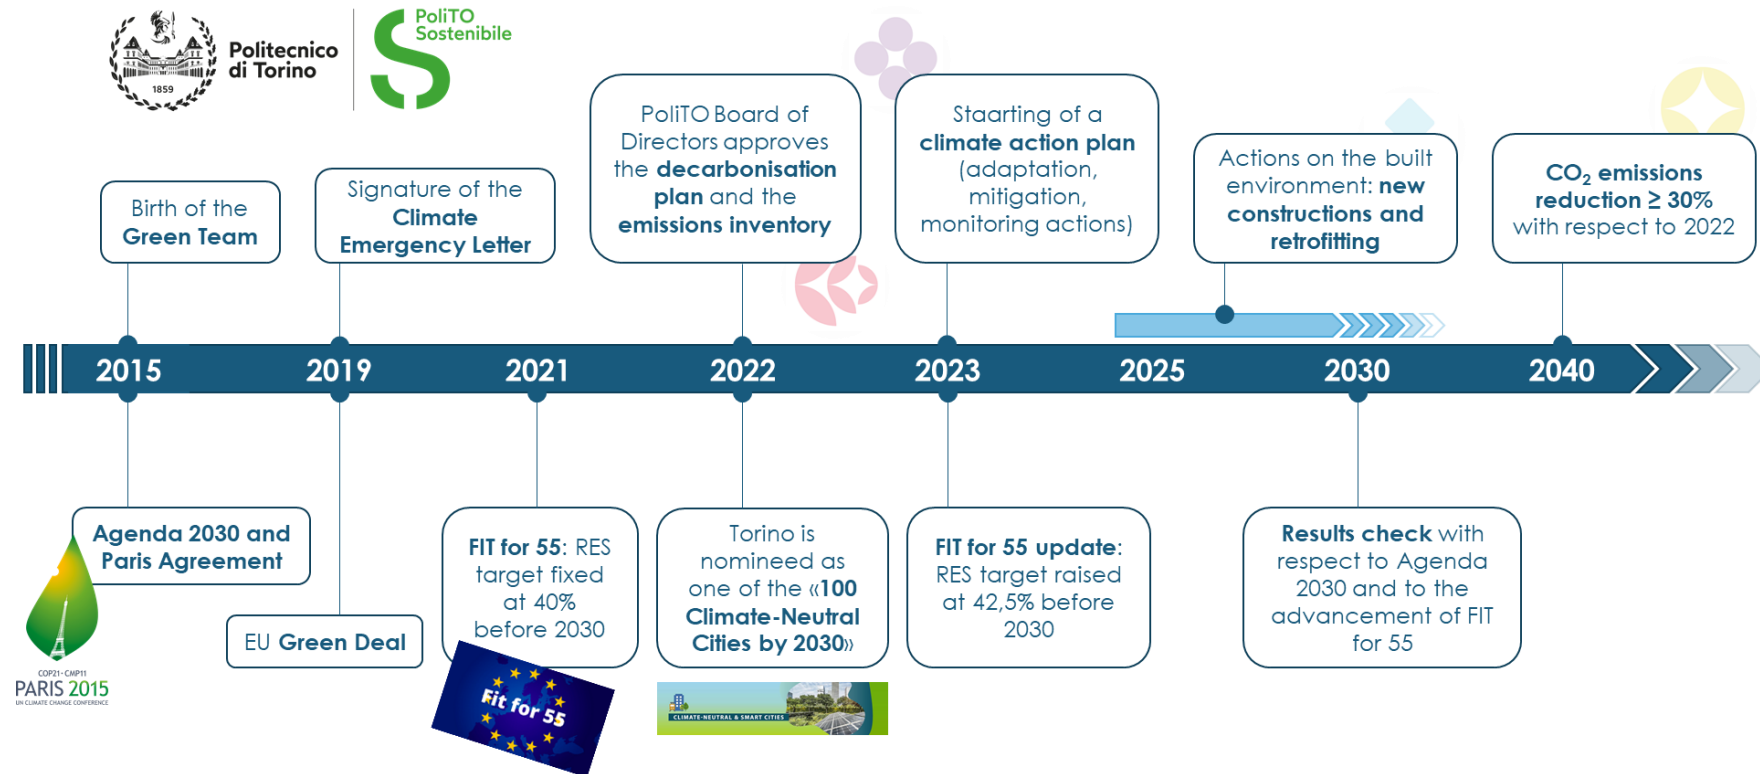 Politecnico
di Torino
1859
PoliTO
Sostenibile
Birth of the
Green Team
Signature of the
Climate
Emergency Letter
PoliTO Board of
Directors approves
the decarbonisation
plan and the
emissions inventory
Staarting of a
climate action plan
(adaptation,
mitigation,
monitoring actions)
Actions on the built
environment: new
constructions and
retrofitting
CO₂ emissions
reduction ≥ 30%
with respect to 2022
2015
2019
2021
2022
2023
2025
2030
2040
Agenda 2030 and
Paris Agreement
COP21·CMP11
PARIS 2015
UN CLIMATE CHANGE CONFERENCE
EU Green Deal
FIT for 55: RES
target fixed
at 40%
before 2030
Fit for 55
Torino is
nomineed as
one of the «100
Climate-Neutral
Cities by 2030»
CLIMATE-NEUTRAL & SMART CITIES
FIT for 55 update:
RES target raised
at 42,5% before
2030
Results check with
respect to Agenda
2030 and to the
advancement of FIT
for 55